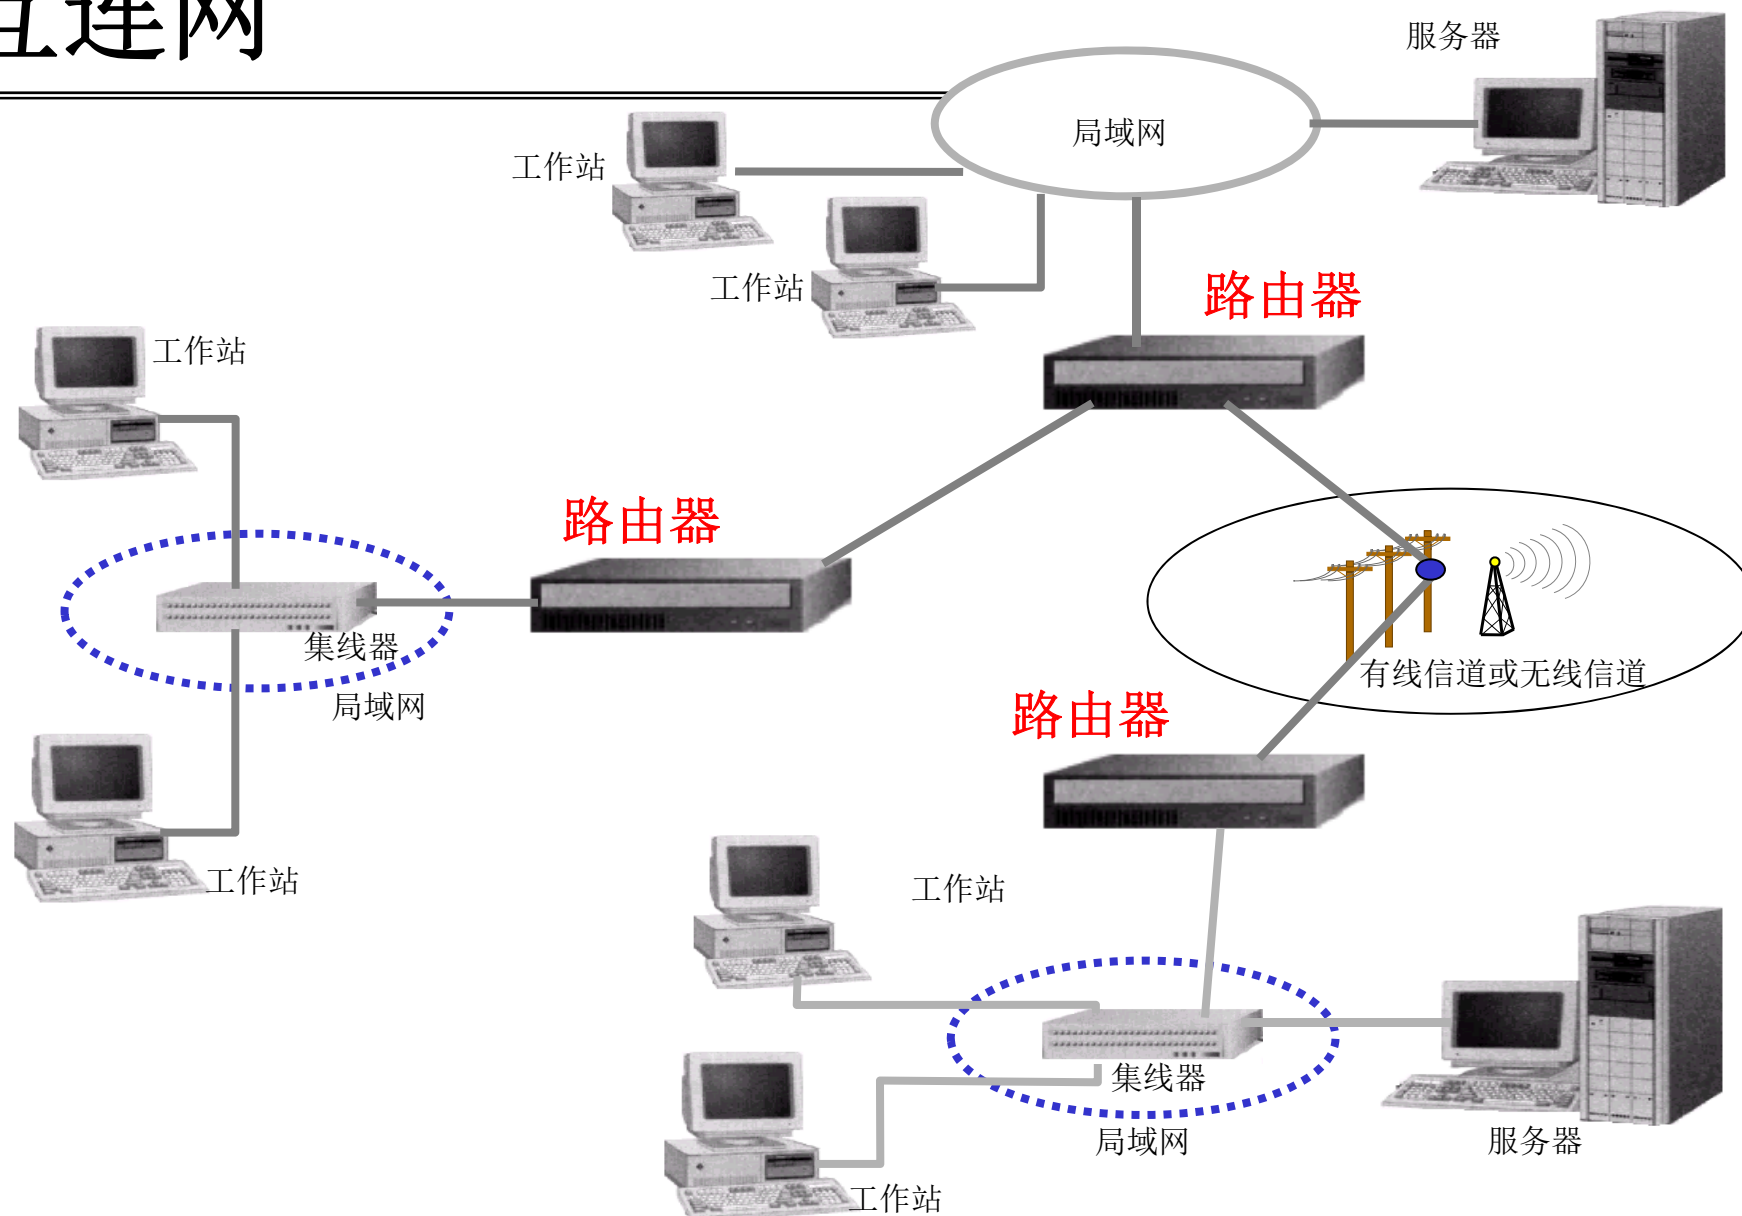 互连网
服务器
局域网
工作站
工作站
路由器
工作站
路由器
集线器
局域网
有线信道或无线信道
路由器
工作站
工作站
集线器
局域网
服务器
工作站